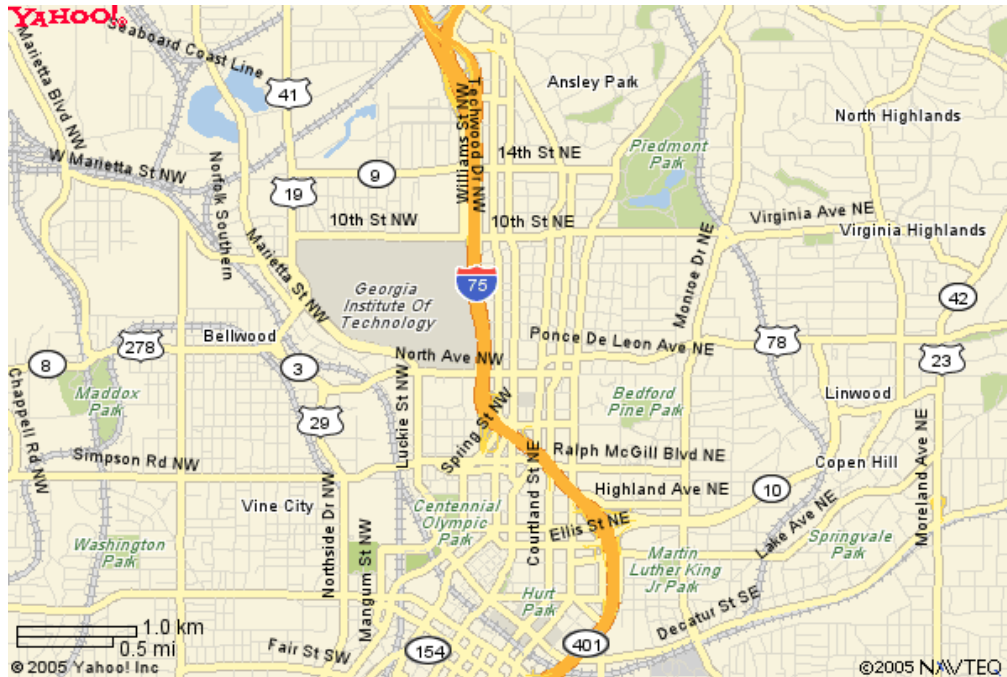 YAHOO!
Seaboard Coast Line
Marietta Blvd NW
41
Ansley Park
North Highlands
Williams St NW
Techwood Dr NW
14th St NE
Piedmont
Park
W Marietta St NW
9
19
Norfolk Southern
10th St NW
10th St NE
Virginia Ave NE
Virginia Highlands
Marietta St NW
Monroe Dr NE
75
Georgia
Institute Of
Technology
42
Bellwood
278
Ponce De Leon Ave NE
78
23
8
3
North Ave NW
Maddox
Park
Chappell Rd NW
29
Luckie St NW
Spring St NW
Bedford
Pine Park
Linwood
Simpson Rd NW
Ralph McGill Blvd NE
Copen Hill
Moreland Ave NE
Highland Ave NE
10
Vine City
Centennial
Olympic
Park
Courtland St NE
Ellis St NE
Lake Ave NE
Springvale
Park
Washington
Park
Northside Dr NW
Mangum St NW
Martin
Luther King
Jr Park
Hurt
Park
Decatur St SE
1.0 km
0.5 mi
Fair St SW
154
401
© 2005 Yahoo! Inc
©2005 NAVTEQ